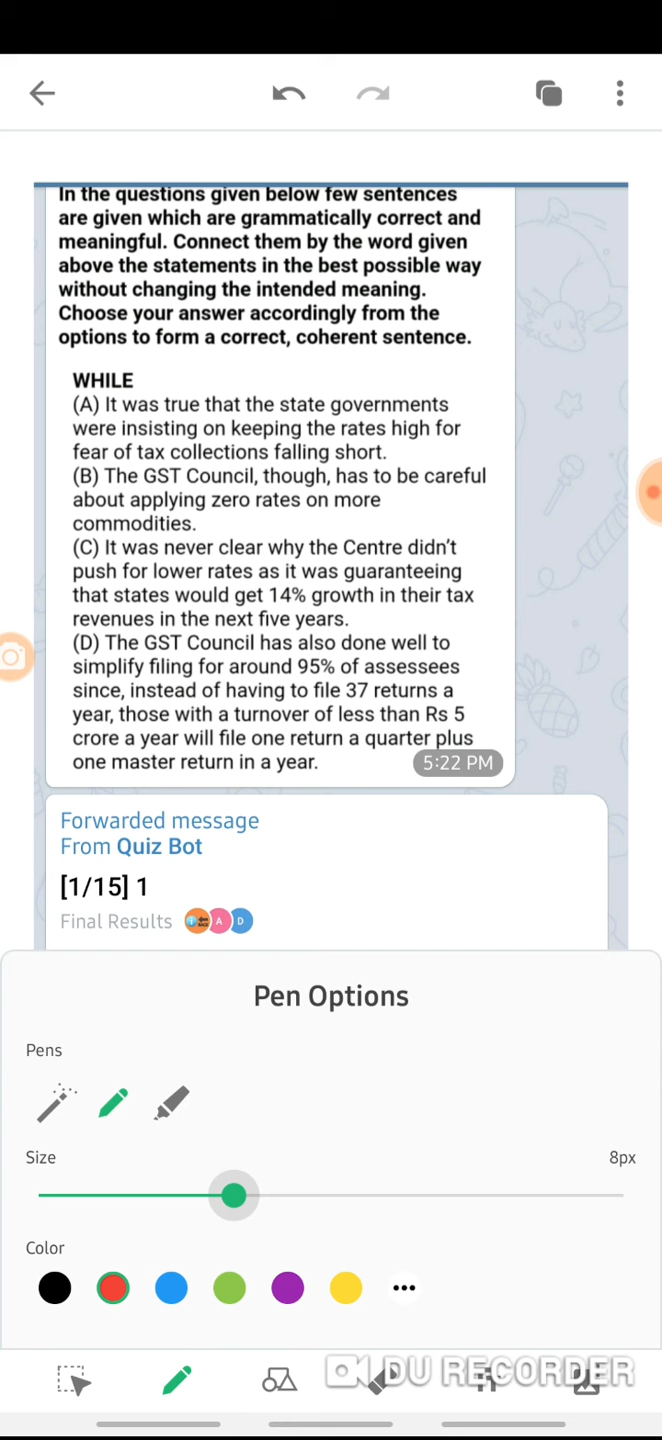 In the questions given below few sentences
are given which are grammatically correct and
meaningful. Connect them by the word given
above the statements in the best possible way
without changing the intended meaning.
Choose your answer accordingly from the
options to form a correct, coherent sentence.
WHILE
(A) It was true that the state governments
were insisting on keeping the rates high for
fear of tax collections falling short.
(B) The GST Council, though, has to be careful
about applying zero rates on more
commodities.
(C) It was never clear why the Centre didn't
push for lower rates as it was guaranteeing
that states would get 14% growth in their tax
revenues in the next five years.
(D) The GST Council has also done well to
simplify filing for around 95% of assessees
since, instead of having to file 37 returns a
year, those with a turnover of less than Rs 5
crore a year will file one return a quarter plus
one master return in a year.
5:22 PM
Forwarded message
From Quiz Bot
[1/15] 1
Final Results
A D
Pen Options
Pens
Size 8px
Color
DU RECORDER